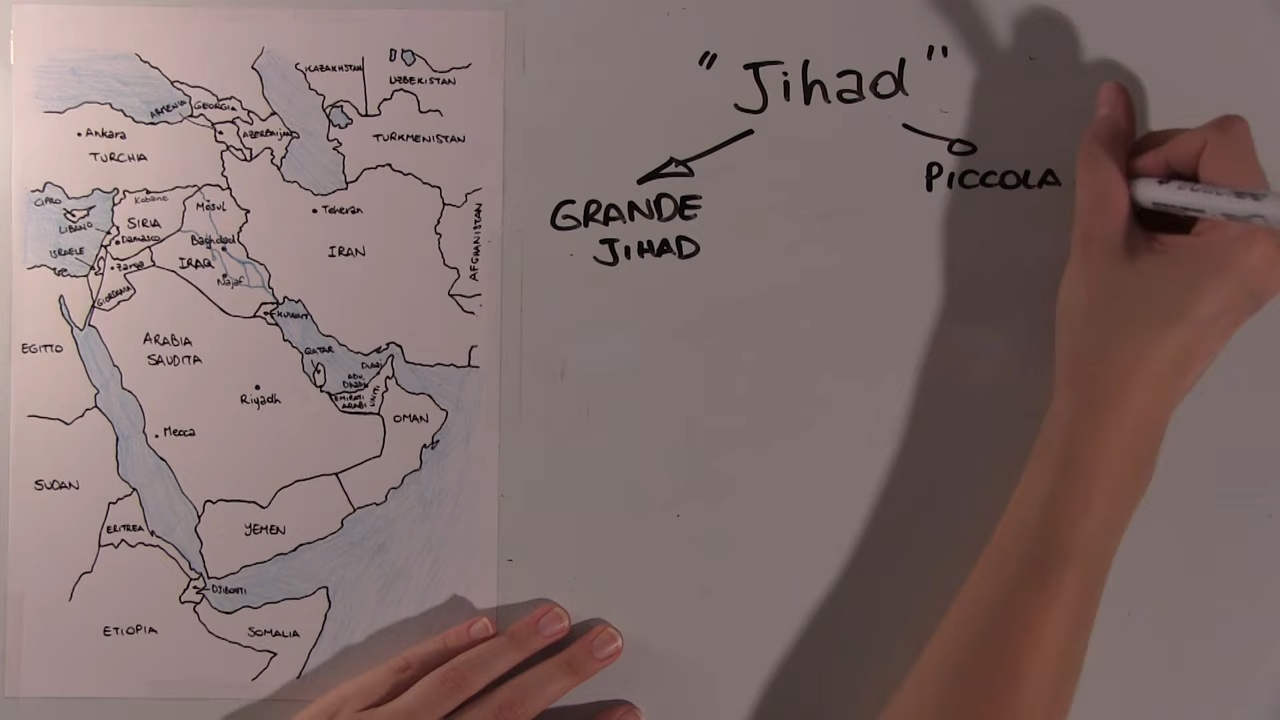 "Jihad"
GRANDE
JIHAD
PICCOLA
KAZAKHSTAN
UZBEKISTAN
ARMENIA
GEORGIA
AZERBAIJAN
TURKMENISTAN
Ankara
TURCHIA
CIPRO
LIBANO
ISRAELE
Kobane
SIRIA
Damasco
Mosul
Baghdad
IRAQ
Najaf
Zarqa
GIORDANIA
Teheran
IRAN
AFGHANISTAN
KUWAIT
EGITTO
ARABIA
SAUDITA
Riyadh
Mecca
QATAR
DUBAI
ABU
DHABI
EMIRATI
ARABI
UNITI
OMAN
SUDAN
ERITREA
YEMEN
DJIBOUTI
ETIOPIA
SOMALIA